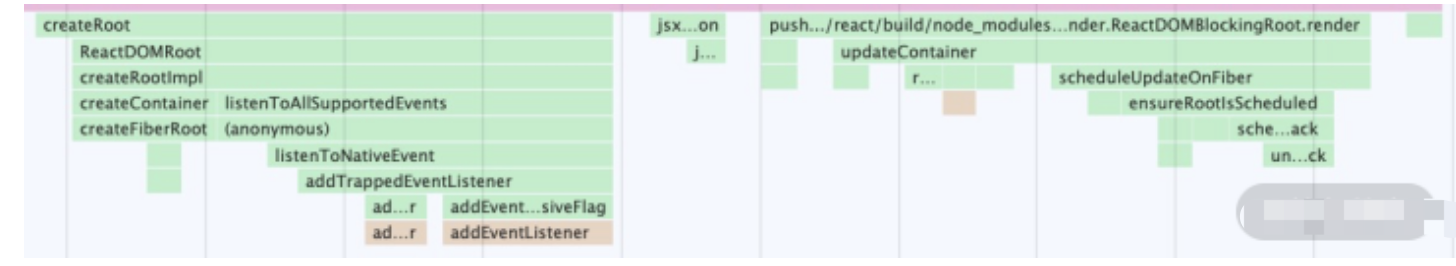 createRoot jsx...on push.../react/build/node_modules...nder.ReactDOMBlockingRoot.render
ReactDOMRoot j... updateContainer
createRootImpl r... scheduleUpdateOnFiber
createContainer listenToAllSupportedEvents ensureRootIsScheduled
createFiberRoot (anonymous) sche...ack
listenToNativeEvent un...ck
addTrappedEventListener
ad...r addEvent...siveFlag
ad...r addEventListener